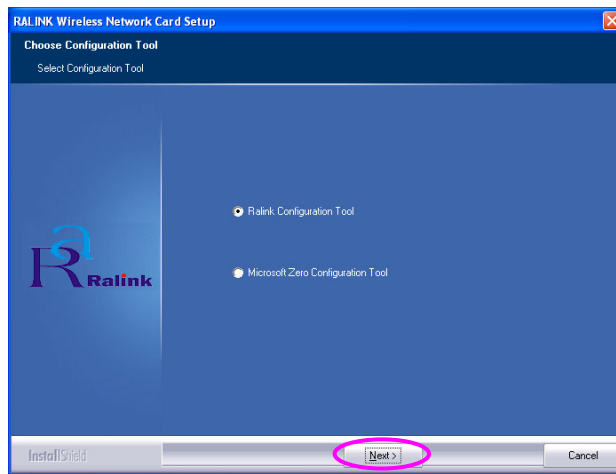 RALINK Wireless Network Card Setup
Choose Configuration Tool
Select Configuration Tool
Ralink Configuration Tool
Microsoft Zero Configuration Tool
Ra
Ralink
InstallShield
Next >
Cancel